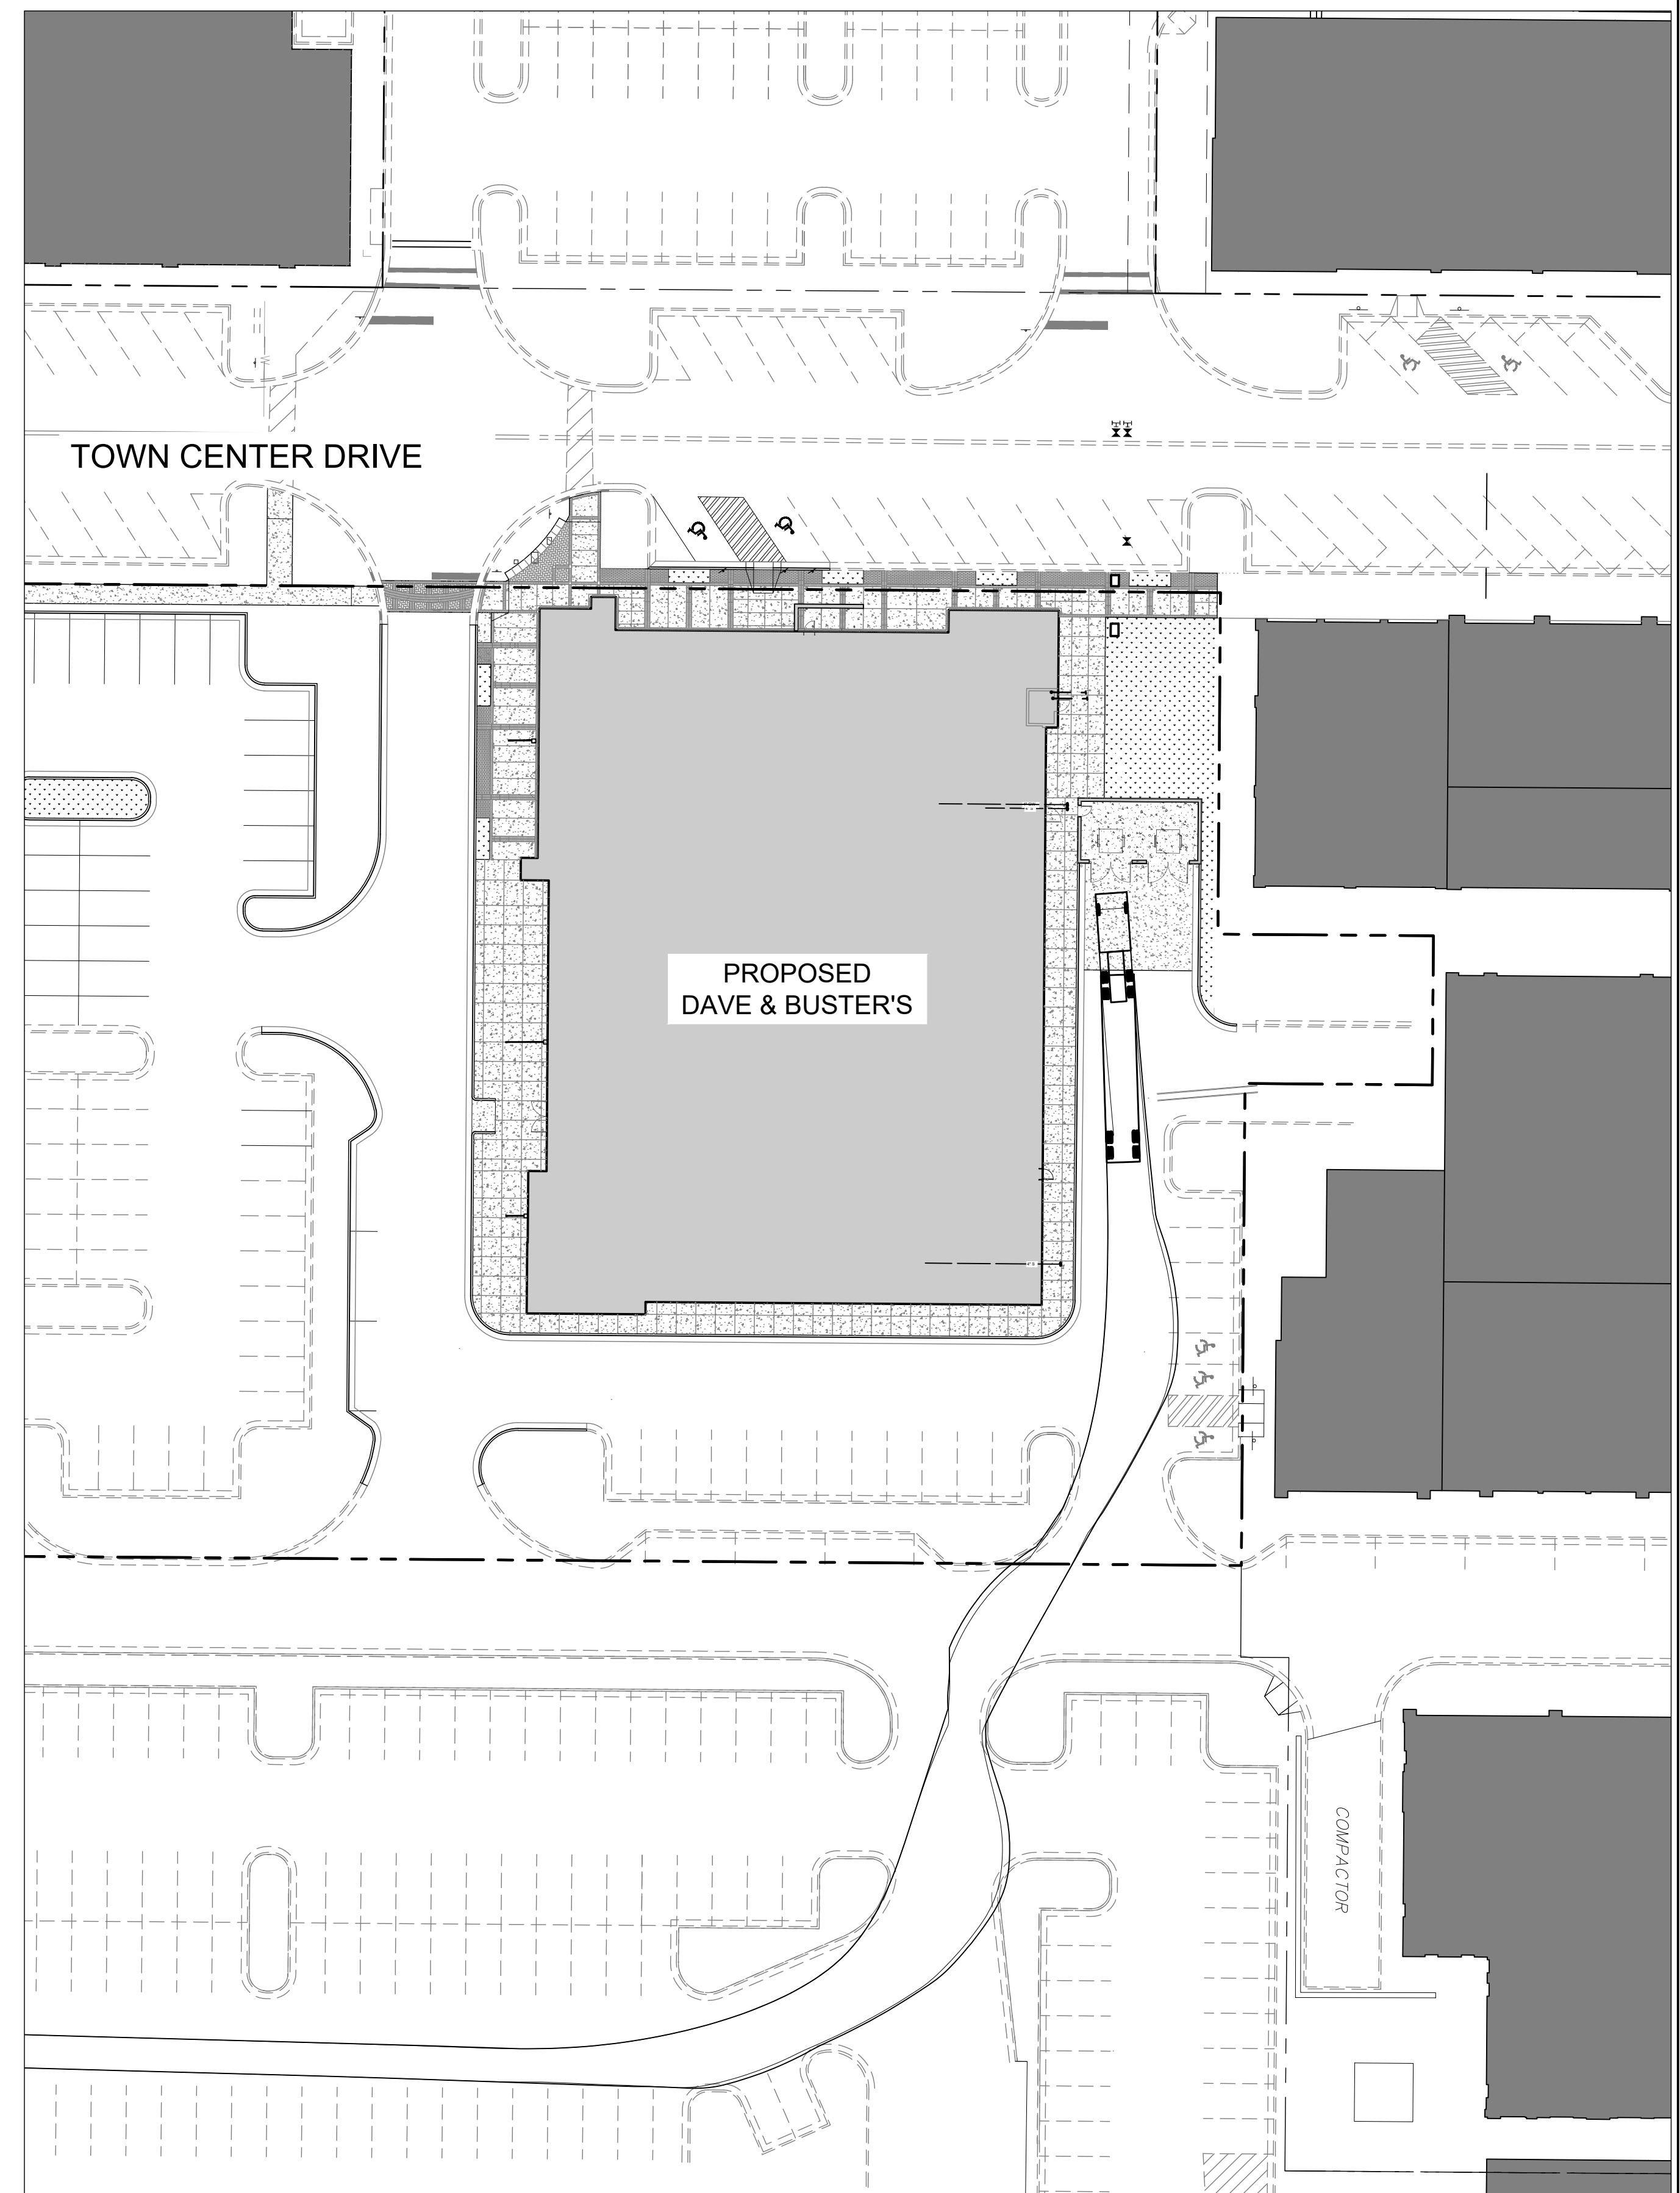 TOWN CENTER DRIVE
PROPOSED
DAVE & BUSTER'S
COMPACTOR